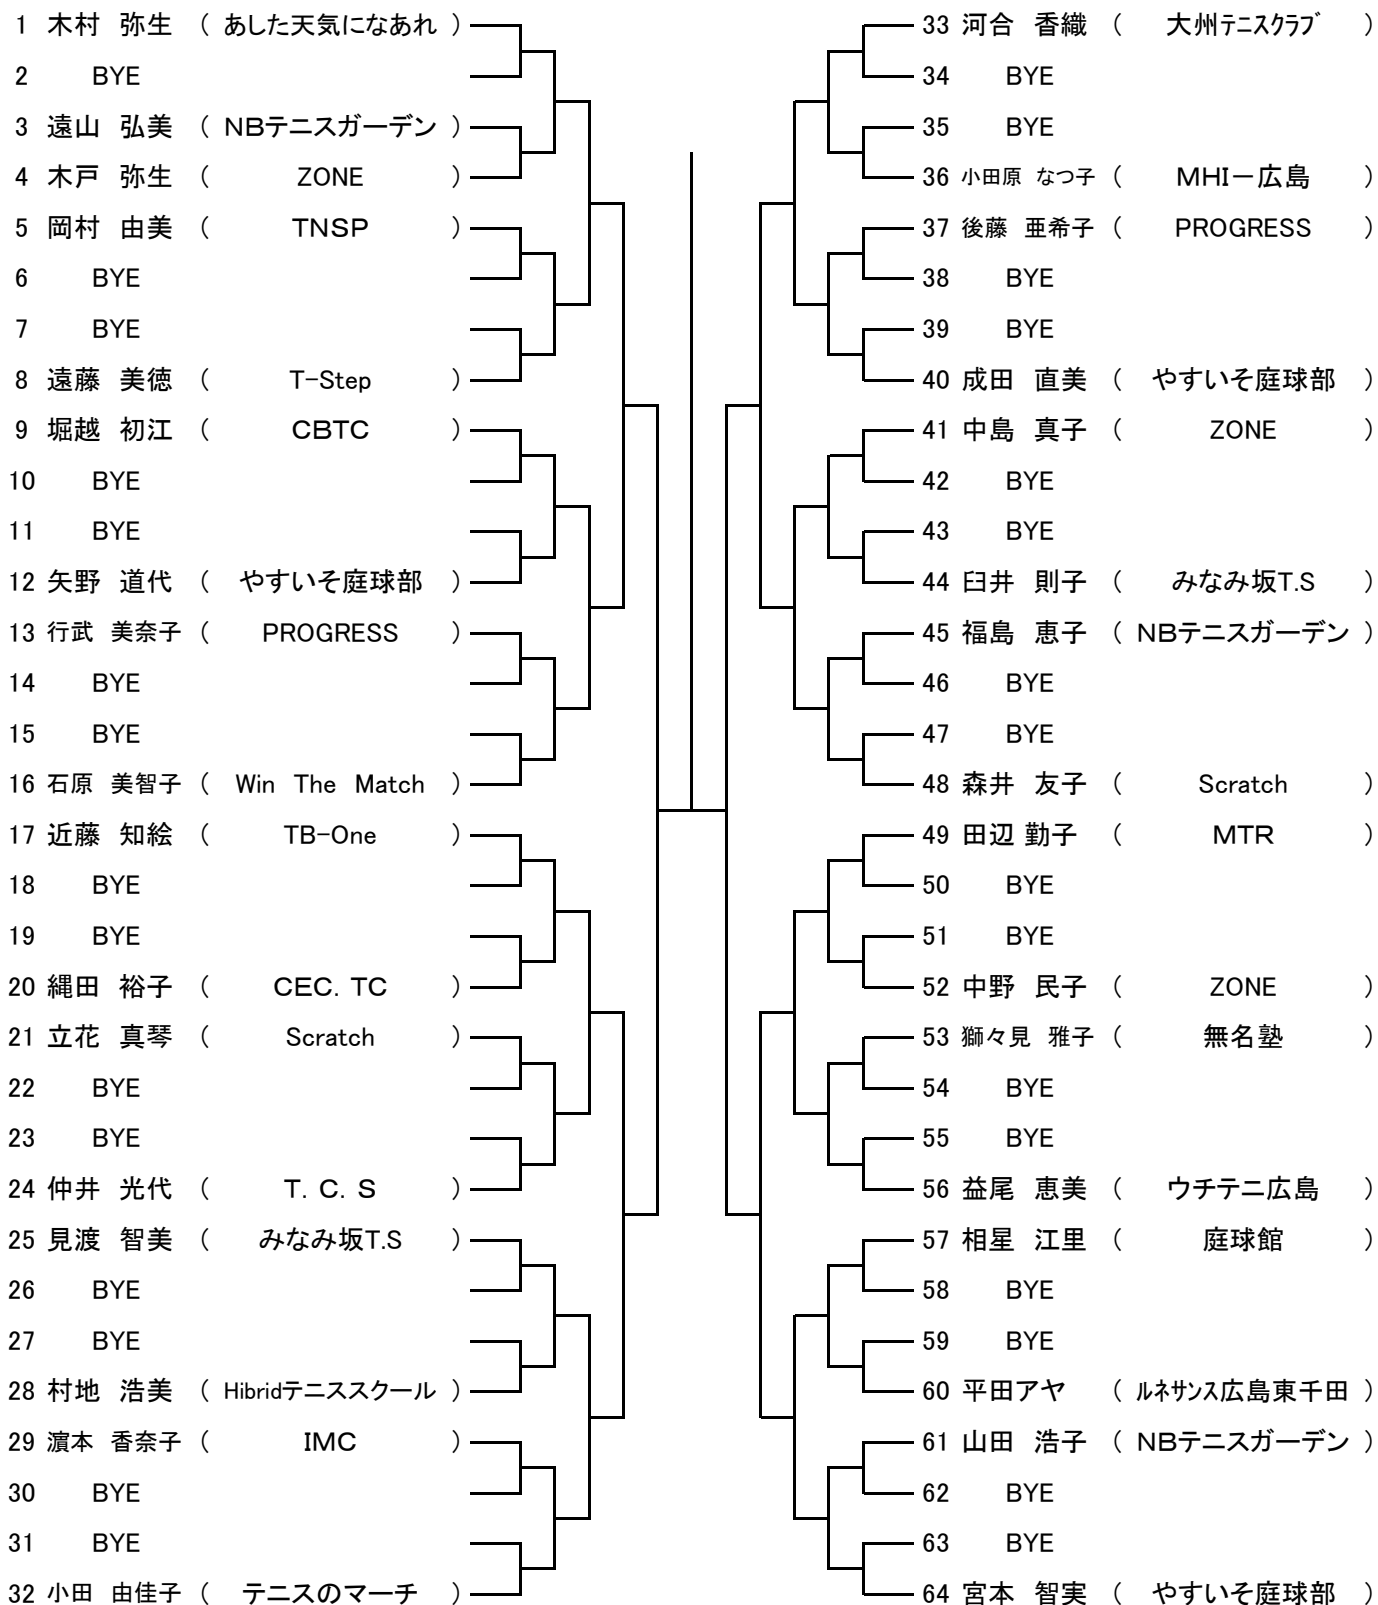 1 木村 弥生 ( あした天気になあれ )
2 BYE
3 遠山 弘美 ( NBテニスガーデン )
4 木戸 弥生 ( ZONE )
5 岡村 由美 ( TNSP )
6 BYE
7 BYE
8 遠藤 美徳 ( T-Step )
9 堀越 初江 ( CBTC )
10 BYE
11 BYE
12 矢野 道代 ( やすいそ庭球部 )
13 行武 美奈子 ( PROGRESS )
14 BYE
15 BYE
16 石原 美智子 ( Win The Match )
17 近藤 知絵 ( TB-One )
18 BYE
19 BYE
20 縄田 裕子 ( CEC. TC )
21 立花 真琴 ( Scratch )
22 BYE
23 BYE
24 仲井 光代 ( T. C. S )
25 見渡 智美 ( みなみ坂T.S )
26 BYE
27 BYE
28 村地 浩美 ( Hibridテニススクール )
29 濵本 香奈子 ( IMC )
30 BYE
31 BYE
32 小田 由佳子 ( テニスのマーチ )
33 河合 香織 ( 大州テニスクラブ )
34 BYE
35 BYE
36 小田原 なつ子 ( MHI－広島 )
37 後藤 亜希子 ( PROGRESS )
38 BYE
39 BYE
40 成田 直美 ( やすいそ庭球部 )
41 中島 真子 ( ZONE )
42 BYE
43 BYE
44 臼井 則子 ( みなみ坂T.S )
45 福島 恵子 ( NBテニスガーデン )
46 BYE
47 BYE
48 森井 友子 ( Scratch )
49 田辺 勤子 ( MTR )
50 BYE
51 BYE
52 中野 民子 ( ZONE )
53 獅々見 雅子 ( 無名塾 )
54 BYE
55 BYE
56 益尾 恵美 ( ウチテニ広島 )
57 相星 江里 ( 庭球館 )
58 BYE
59 BYE
60 平田アヤ ( ルネサンス広島東千田 )
61 山田 浩子 ( NBテニスガーデン )
62 BYE
63 BYE
64 宮本 智実 ( やすいそ庭球部 )